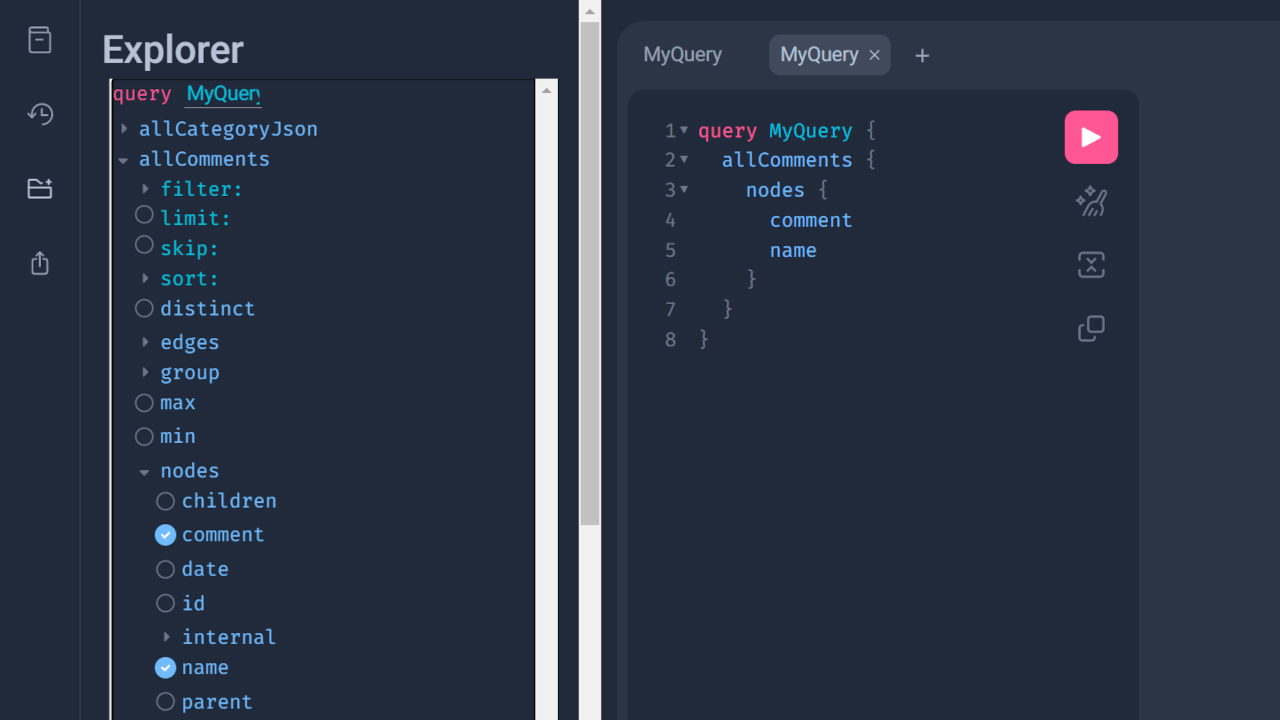 Explorer
query MyQuery
allCategoryJson
allComments
filter:
limit:
skip:
sort:
distinct
edges
group
max
min
nodes
children
comment
date
id
internal
name
parent
MyQuery MyQuery × +
1 query MyQuery {
2 allComments {
3 nodes {
4 comment
5 name
6 }
7 }
8 }